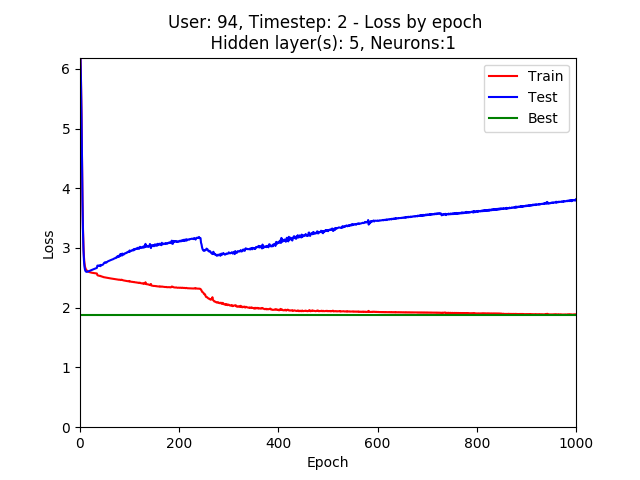 User: 94, Timestep: 2 - Loss by epoch
Hidden layer(s): 5, Neurons:1
Train
Test
Best
Loss
6
5
4
3
2
1
0
0 200 400 600 800 1000
Epoch